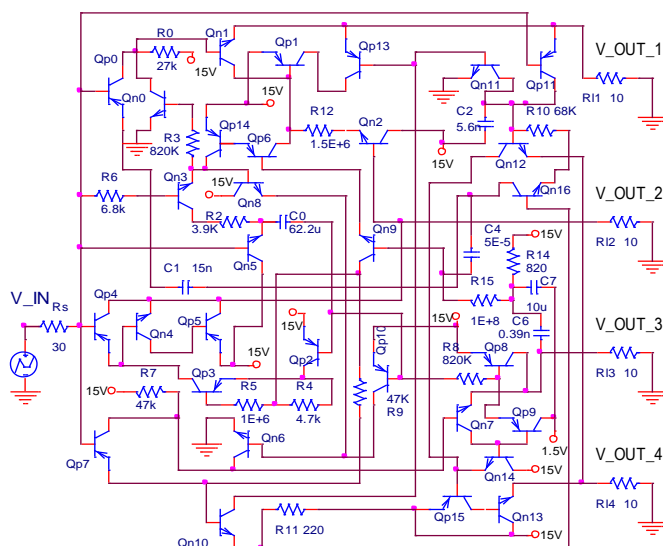 R0
Qn1
Qp1
Qp13
V_OUT_1
Qp0
27k
15V
Qn11
Qp11
Qn0
15V
C2
R10 68K
Rl1 10
R3
Qp14
R12
Qn2
5.6n
820K
Qp6
1.5E+6
15V
Qn12
R6
Qn3
15V
Qn16
V_OUT_2
6.8k
R2
Qn8
C0
C4
15V
3.9K
62.2u
Qn9
5E-5
R14
Rl2 10
Qn5
820
C7
V_IN
C1 15n
R15
10u
Rs
Qp4
Qp5
15V
1E+8
C6
V_OUT_3
Qn4
15V
0.39n
30
15V
Qp2
Qp10
R8
Qp8
R7
Qp3
R5
R4
820K
Rl3 10
15V
47k
1E+6
4.7k
47K
R9
Qn7
Qp9
Qn6
1.5V
V_OUT_4
Qp7
Qn14
15V
Qp15
Qn13
Rl4 10
Qn10
R11 220
15V